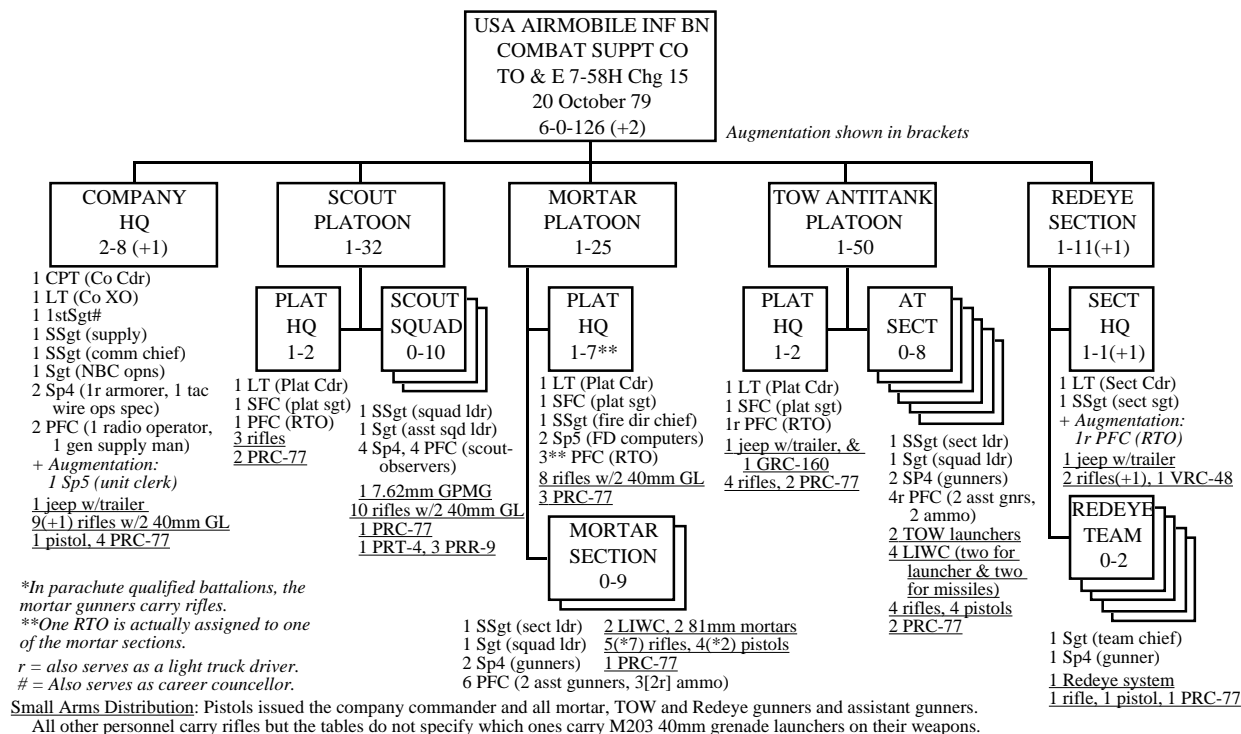 USA AIRMOBILE INF BN
COMBAT SUPPT CO
TO & E 7-58H Chg 15
20 October 79
6-0-126 (+2)
Augmentation shown in brackets
COMPANY
HQ
2-8 (+1)
1 CPT (Co Cdr)
1 LT (Co XO)
1 1stSgt#
1 SSgt (supply)
1 SSgt (comm chief)
1 Sgt (NBC opns)
2 Sp4 (1r armorer, 1 tac
wire ops spec)
2 PFC (1 radio operator,
1 gen supply man)
+ Augmentation:
1 Sp5 (unit clerk)
1 jeep w/trailer
9(+1) rifles w/2 40mm GL
1 pistol, 4 PRC-77
SCOUT
PLATOON
1-32
PLAT
HQ
1-2
1 LT (Plat Cdr)
1 SFC (plat sgt)
1 PFC (RTO)
3 rifles
2 PRC-77
SCOUT
SQUAD
0-10
1 SSgt (squad ldr)
1 Sgt (asst sqd ldr)
4 Sp4, 4 PFC (scout-
observers)
1 7.62mm GPMG
10 rifles w/2 40mm GL
1 PRC-77
1 PRT-4, 3 PRR-9
MORTAR
PLATOON
1-25
PLAT
HQ
1-7**
1 LT (Plat Cdr)
1 SFC (plat sgt)
1 SSgt (fire dir chief)
2 Sp5 (FD computers)
3** PFC (RTO)
8 rifles w/2 40mm GL
3 PRC-77
MORTAR
SECTION
0-9
1 SSgt (sect ldr)
1 Sgt (squad ldr)
2 Sp4 (gunners)
6 PFC (2 asst gunners, 3[2r] ammo)
2 LIWC, 2 81mm mortars
5(*7) rifles, 4(*2) pistols
1 PRC-77
TOW ANTITANK
PLATOON
1-50
PLAT
HQ
1-2
1 LT (Plat Cdr)
1 SFC (plat sgt)
1r PFC (RTO)
1 jeep w/trailer, &
1 GRC-160
4 rifles, 2 PRC-77
AT
SECT
0-8
1 SSgt (sect ldr)
1 Sgt (squad ldr)
2 SP4 (gunners)
4r PFC (2 asst gnrs,
2 ammo)
2 TOW launchers
4 LIWC (two for
launcher & two
for missiles)
4 rifles, 4 pistols
2 PRC-77
REDEYE
SECTION
1-11(+1)
SECT
HQ
1-1(+1)
1 LT (Sect Cdr)
1 SSgt (sect sgt)
+ Augmentation:
1r PFC (RTO)
1 jeep w/trailer
2 rifles(+1), 1 VRC-48
REDEYE
TEAM
0-2
1 Sgt (team chief)
1 Sp4 (gunner)
1 Redeye system
1 rifle, 1 pistol, 1 PRC-77
*In parachute qualified battalions, the
mortar gunners carry rifles.
**One RTO is actually assigned to one
of the mortar sections.
r = also serves as a light truck driver.
# = Also serves as career councellor.
Small Arms Distribution: Pistols issued the company commander and all mortar, TOW and Redeye gunners and assistant gunners.
All other personnel carry rifles but the tables do not specify which ones carry M203 40mm grenade launchers on their weapons.